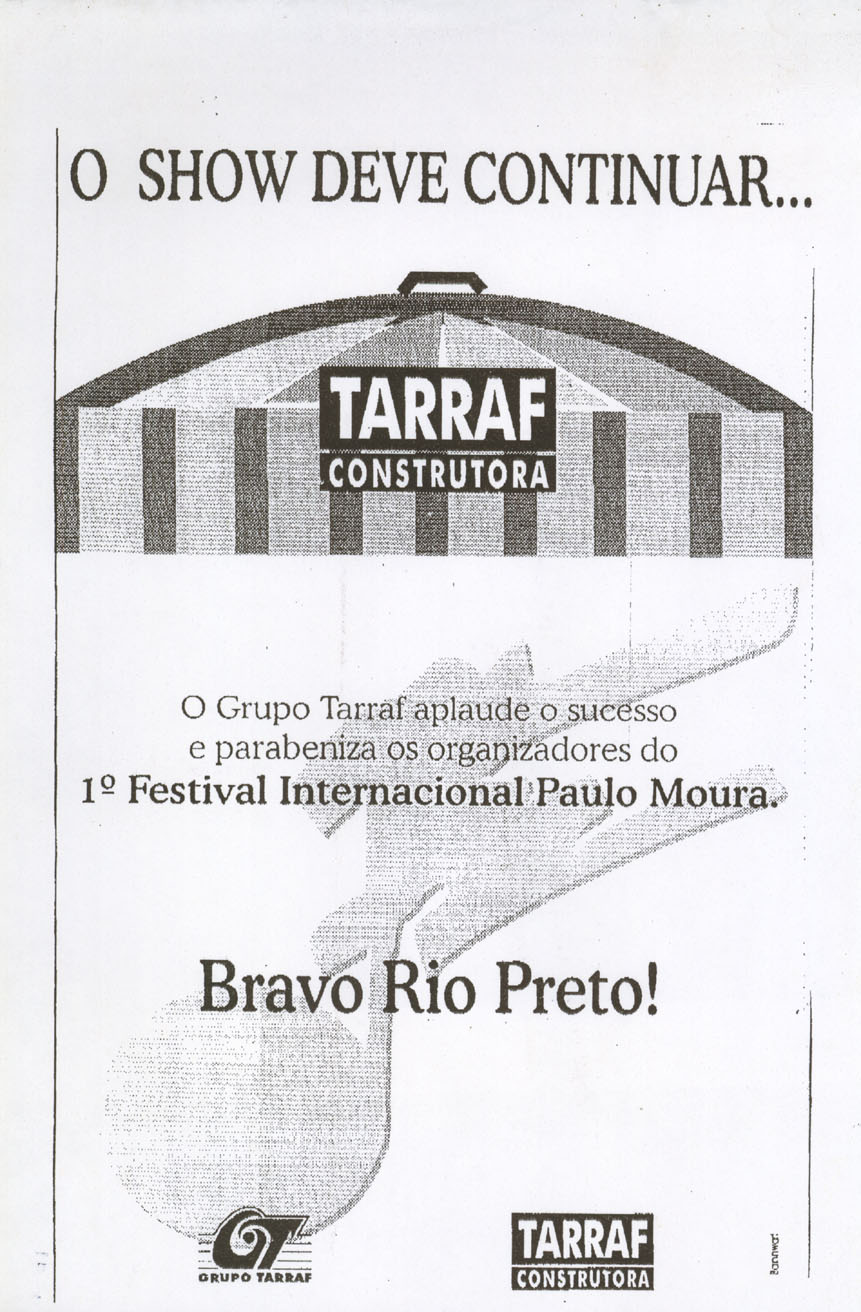 O SHOW DEVE CONTINUAR...
TARRAF
CONSTRUTORA
O Grupo Tarraf aplaude o sucesso
e parabeniza os organizadores do
1º Festival Internacional Paulo Moura.
Bravo Rio Preto!
GT
GRUPO TARRAF
TARRAF
CONSTRUTORA